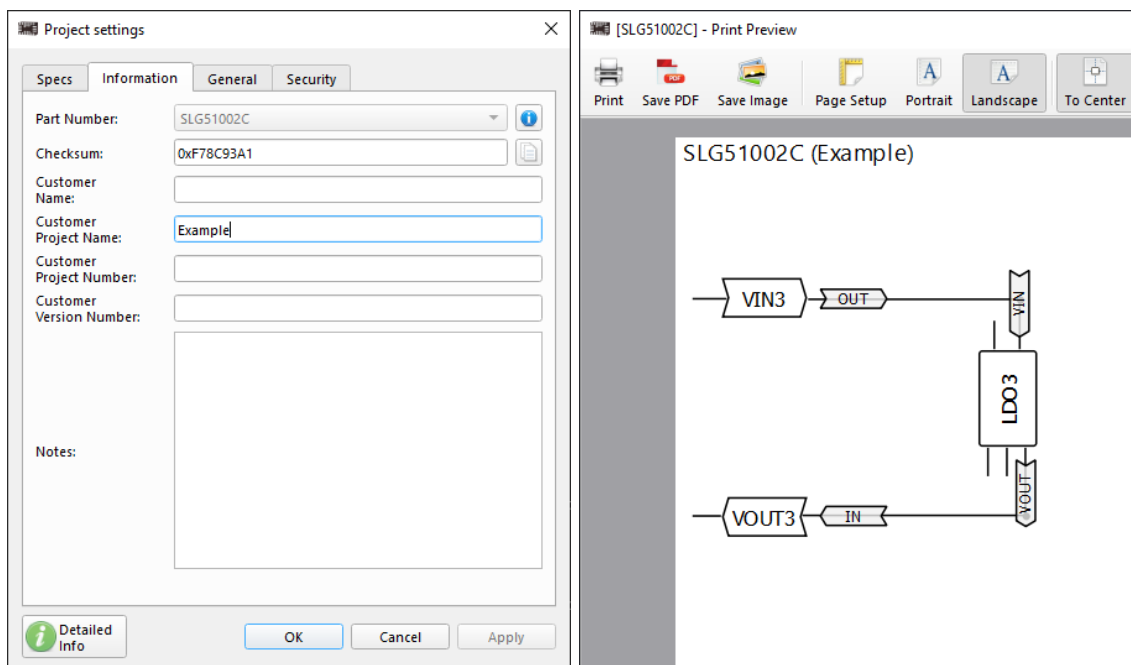 Project settings
Specs
Information
General
Security
Part Number:
SLG51002C
Checksum:
0xF78C93A1
Customer
Name:
Customer
Project Name:
Example
Customer
Project Number:
Customer
Version Number:
Notes:
Detailed
Info
OK
Cancel
Apply
[SLG51002C] - Print Preview
Print
PDF
Save PDF
Save Image
Page Setup
A
Portrait
A
Landscape
To Center
SLG51002C (Example)
VIN3
OUT
VIN
LDO3
VOUT
VOUT3
IN